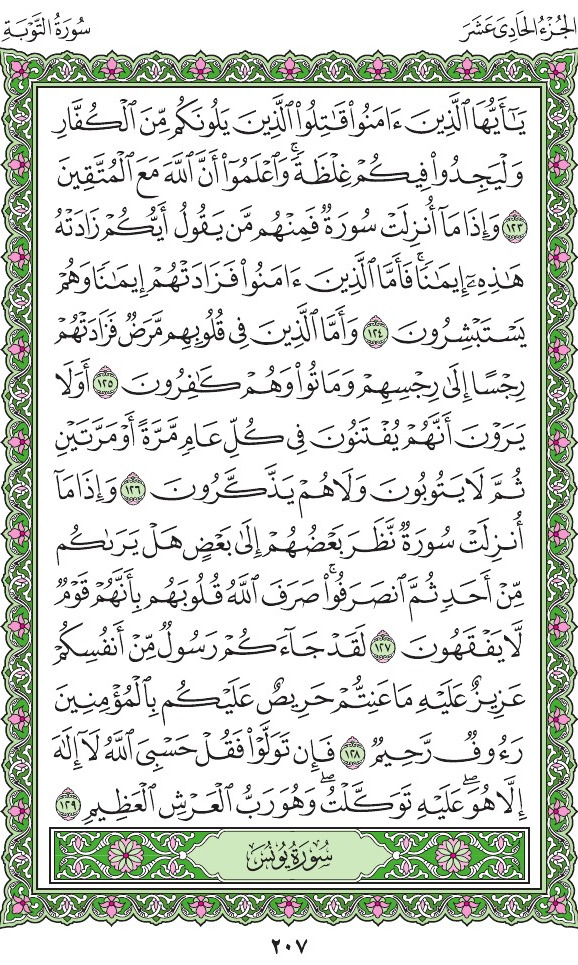 الجُزْءُ الحَادِى عَشَرَ
سُورَةُ التَّوْبَةِ
يَٰٓأَيُّهَا ٱلَّذِينَ ءَامَنُوا۟ قَٰتِلُوا۟ ٱلَّذِينَ يَلُونَكُم مِّنَ ٱلْكُفَّارِ
وَلْيَجِدُوا۟ فِيكُمْ غِلْظَةً ۚ وَٱعْلَمُوٓا۟ أَنَّ ٱللَّهَ مَعَ ٱلْمُتَّقِينَ
١٢٣ وَإِذَا مَآ أُنزِلَتْ سُورَةٌ فَمِنْهُم مَّن يَقُولُ أَيُّكُمْ زَادَتْهُ
هَٰذِهِۦٓ إِيمَٰنًا ۚ فَأَمَّا ٱلَّذِينَ ءَامَنُوا۟ فَزَادَتْهُمْ إِيمَٰنًا وَهُمْ
يَسْتَبْشِرُونَ ١٢٤ وَأَمَّا ٱلَّذِينَ فِى قُلُوبِهِم مَّرَضٌ فَزَادَتْهُمْ
رِجْسًا إِلَىٰ رِجْسِهِمْ وَمَاتُوا۟ وَهُمْ كَٰفِرُونَ ١٢٥ أَوَلَا
يَرَوْنَ أَنَّهُمْ يُفْتَنُونَ فِى كُلِّ عَامٍ مَّرَّةً أَوْ مَرَّتَيْنِ
ثُمَّ لَا يَتُوبُونَ وَلَا هُمْ يَذَّكَّرُونَ ١٢٦ وَإِذَا مَآ
أُنزِلَتْ سُورَةٌ نَّظَرَ بَعْضُهُمْ إِلَىٰ بَعْضٍ هَلْ يَرَىٰكُم
مِّنْ أَحَدٍ ثُمَّ ٱنصَرَفُوا۟ ۚ صَرَفَ ٱللَّهُ قُلُوبَهُم بِأَنَّهُمْ قَوْمٌ
لَّا يَفْقَهُونَ ١٢٧ لَقَدْ جَآءَكُمْ رَسُولٌ مِّنْ أَنفُسِكُمْ
عَزِيزٌ عَلَيْهِ مَا عَنِتُّمْ حَرِيصٌ عَلَيْكُم بِٱلْمُؤْمِنِينَ
رَءُوفٌ رَّحِيمٌ ١٢٨ فَإِن تَوَلَّوْا۟ فَقُلْ حَسْبِىَ ٱللَّهُ لَآ إِلَٰهَ
إِلَّا هُوَ ۖ عَلَيْهِ تَوَكَّلْتُ ۖ وَهُوَ رَبُّ ٱلْعَرْشِ ٱلْعَظِيمِ ١٢٩
سُورَةُ يُونُسَ
٢٠٧